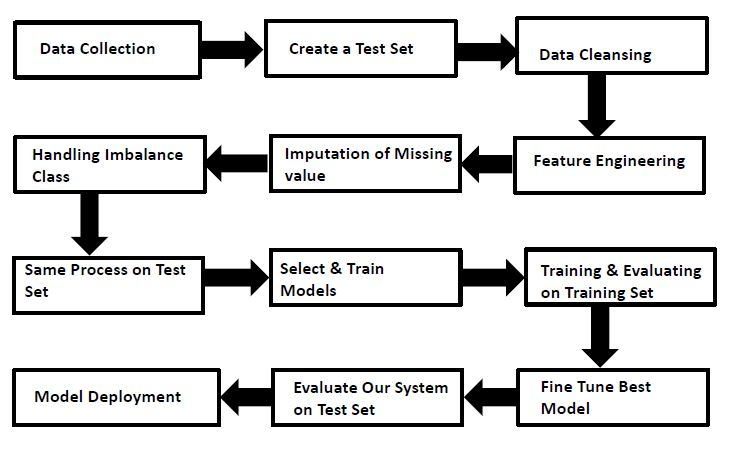 Data Collection
Create a Test Set
Data Cleansing
Feature Engineering
Imputation of Missing
value
Handling Imbalance
Class
Same Process on Test
Set
Select & Train
Models
Training & Evaluating
on Training Set
Fine Tune Best
Model
Evaluate Our System
on Test Set
Model Deployment